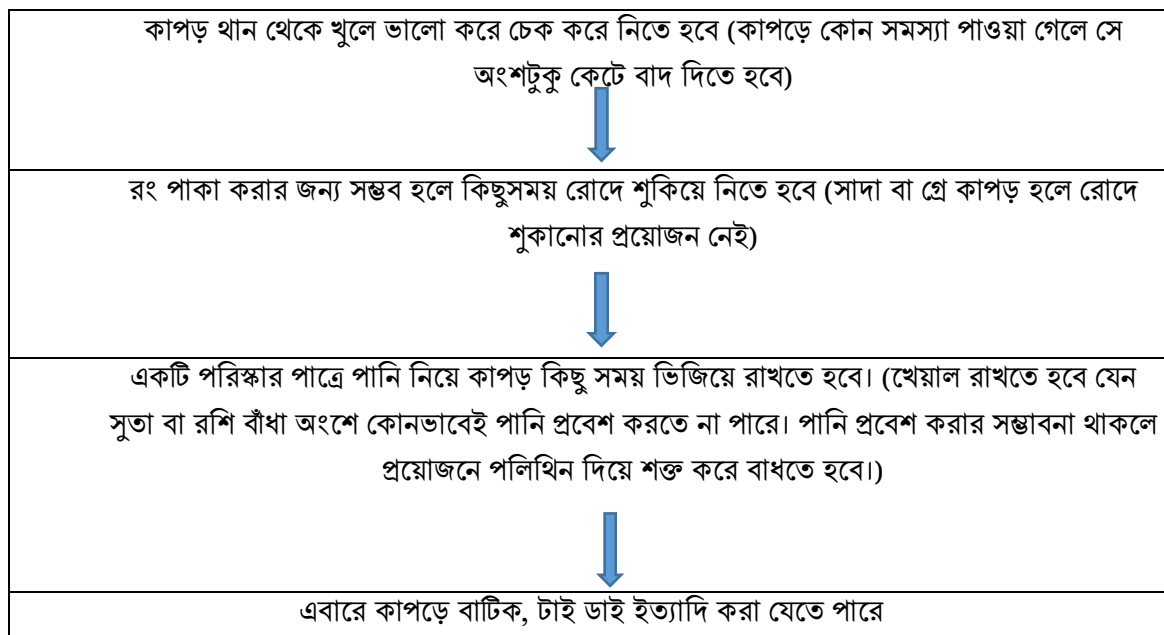 কাপড় থান থেকে খুলে ভালো করে চেক করে নিতে হবে (কাপড়ে কোন সমস্যা পাওয়া গেলে সে
অংশটুকু কেটে বাদ দিতে হবে)
রং পাকা করার জন্য সম্ভব হলে কিছুসময় রোদে শুকিয়ে নিতে হবে (সাদা বা গ্রে কাপড় হলে রোদে
শুকানোর প্রয়োজন নেই)
একটি পরিস্কার পাত্রে পানি নিয়ে কাপড় কিছু সময় ভিজিয়ে রাখতে হবে। (খেয়াল রাখতে হবে যেন
সুতা বা রশি বাঁধা অংশে কোনভাবেই পানি প্রবেশ করতে না পারে। পানি প্রবেশ করার সম্ভাবনা থাকলে
প্রয়োজনে পলিথিন দিয়ে শক্ত করে বাধতে হবে।)
এবারে কাপড়ে বাটিক, টাই ডাই ইত্যাদি করা যেতে পারে